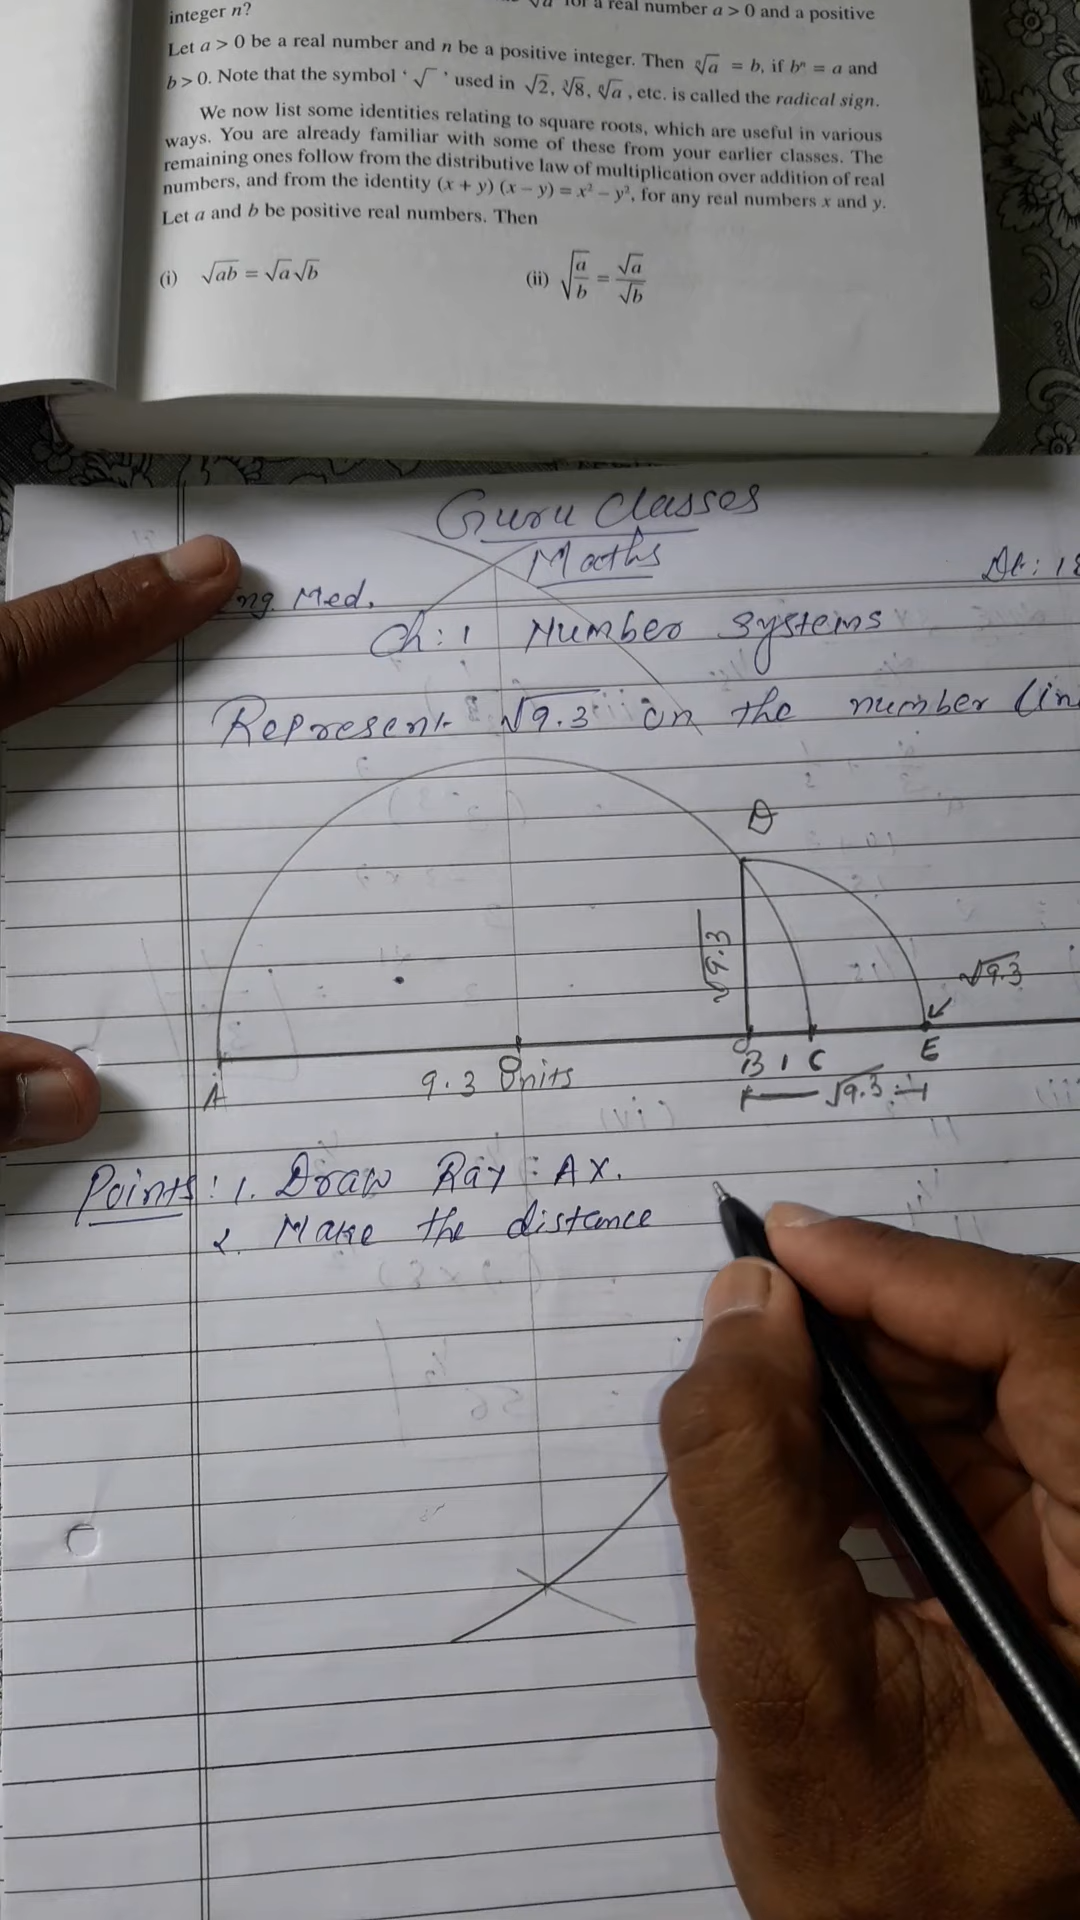 for a real number a > 0 and a positive
integer n?
Let a > 0 be a real number and n be a positive integer. Then ⁿ√a = b, if bⁿ = a and
b > 0. Note that the symbol '√ ' used in √2, ³√8, ⁿ√a, etc. is called the radical sign.
We now list some identities relating to square roots, which are useful in various
ways. You are already familiar with some of these from your earlier classes. The
remaining ones follow from the distributive law of multiplication over addition of real
numbers, and from the identity (x + y) (x – y) = x² – y², for any real numbers x and y.
Let a and b be positive real numbers. Then
(i) √ab = √a√b (ii) √(a/b) = √a/√b
Guru Classes
Maths
ng. Med. Dt: 18
Ch: 1 Number Systems
Represent √9.3 on the number lin
D
√9.3
√9.3
A 9.3 Units B 1 C E
√9.3
Points: 1. Draw Ray: AX.
2. Make the distance